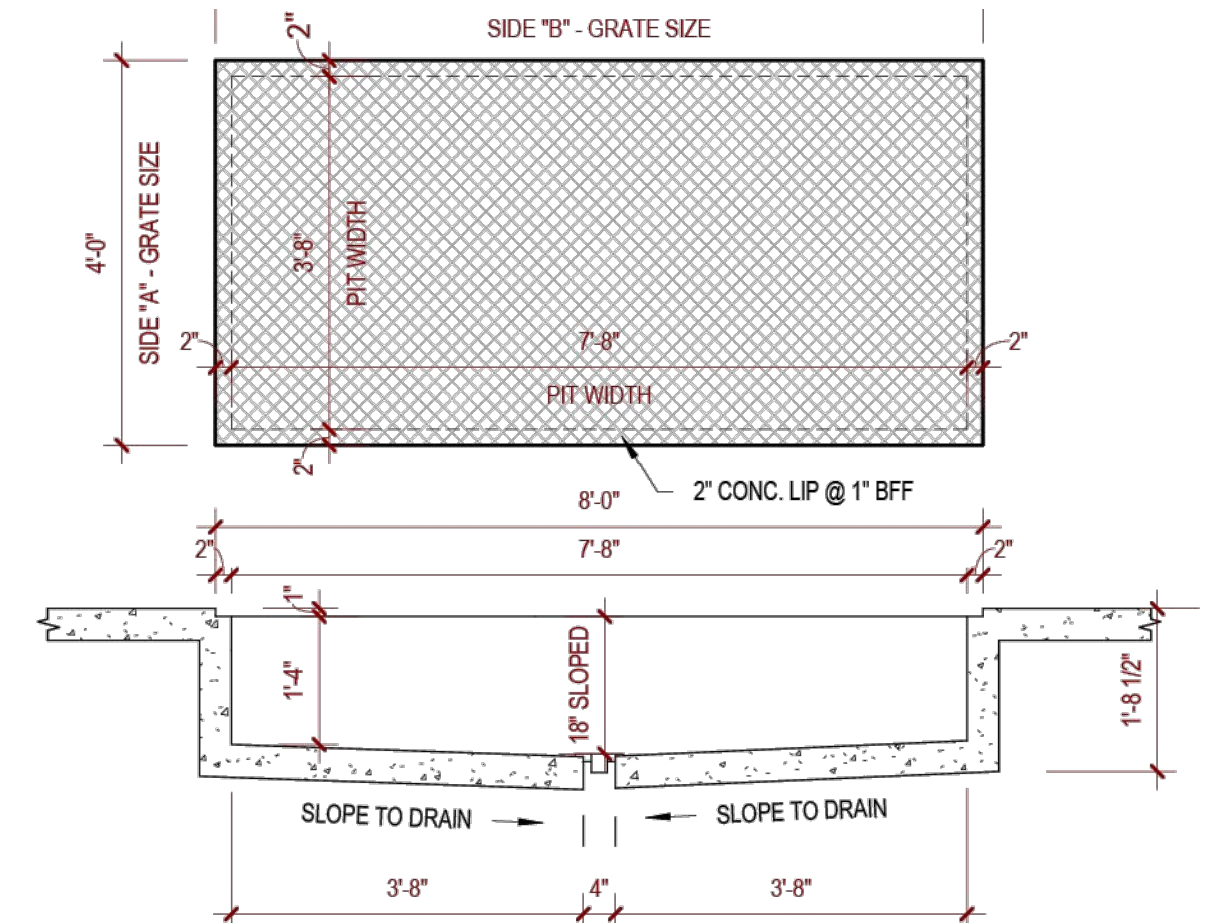 2"
SIDE "B" - GRATE SIZE
4'-0"
SIDE "A" - GRATE SIZE
3'-8"
PIT WIDTH
2"
7'-8"
2"
PIT WIDTH
2"
2" CONC. LIP @ 1" BFF
8'-0"
2"
7'-8"
2"
1"
1'-4"
18" SLOPED
1'-8 1/2"
SLOPE TO DRAIN
SLOPE TO DRAIN
3'-8"
4"
3'-8"